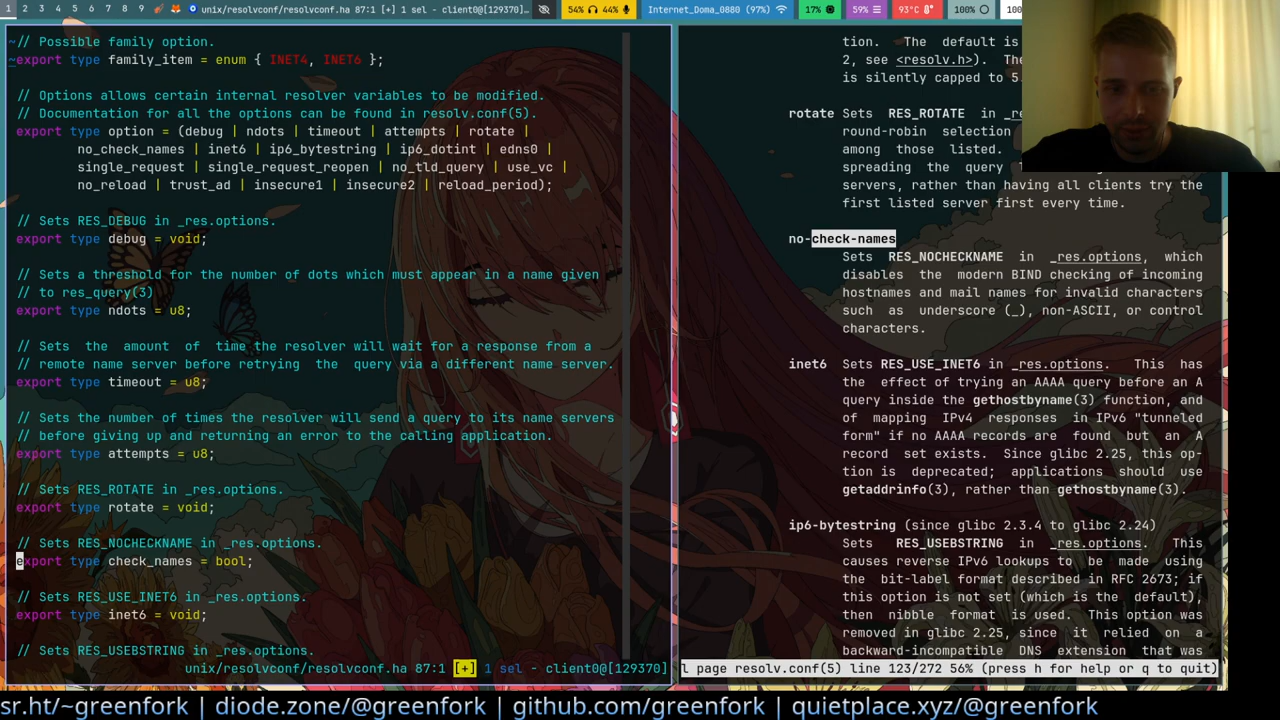 1 2 3 4 5 6 7 8 9 unix/resolvconf/resolvconf.ha 87:1 [+] 1 sel - client0@[129370]… 54% 44% Internet_Doma_0880 (97%) 17% 59% 93°C 100% 100
~// Possible family option.
~export type family_item = enum { INET4, INET6 };
// Options allows certain internal resolver variables to be modified.
// Documentation for all the options can be found in resolv.conf(5).
export type option = (debug | ndots | timeout | attempts | rotate |
no_check_names | inet6 | ip6_bytestring | ip6_dotint | edns0 |
single_request | single_request_reopen | no_tld_query | use_vc |
no_reload | trust_ad | insecure1 | insecure2 | reload_period);
// Sets RES_DEBUG in _res.options.
export type debug = void;
// Sets a threshold for the number of dots which must appear in a name given
// to res_query(3)
export type ndots = u8;
// Sets  the  amount  of  time the resolver will wait for a response from a
// remote name server before retrying  the  query via a different name server.
export type timeout = u8;
// Sets the number of times the resolver will send a query to its name servers
// before giving up and returning an error to the calling application.
export type attempts = u8;
// Sets RES_ROTATE in _res.options.
export type rotate = void;
// Sets RES_NOCHECKNAME in _res.options.
export type check_names = bool;
// Sets RES_USE_INET6 in _res.options.
export type inet6 = void;
// Sets RES_USEBSTRING in _res.options.
unix/resolvconf/resolvconf.ha 87:1 [+] 1 sel - client0@[129370]
tion.  The default is
2, see <resolv.h>).  The
is silently capped to 5.
rotate Sets RES_ROTATE in _re
round-robin selection
among those listed.
spreading  the  query
servers, rather than having all clients try the
first listed server first every time.
no-check-names
Sets  RES_NOCHECKNAME  in  _res.options,  which
disables  the  modern BIND checking of incoming
hostnames and mail names for invalid characters
such  as  underscore (_), non-ASCII, or control
characters.
inet6 Sets RES_USE_INET6 in _res.options.  This  has
the  effect of trying an AAAA query before an A
query inside the gethostbyname(3) function, and
of  mapping  IPv4  responses  in IPv6 "tunneled
form" if no AAAA records are  found  but  an  A
record  set exists.  Since glibc 2.25, this op-
tion is  deprecated;  applications  should  use
getaddrinfo(3), rather than gethostbyname(3).
ip6-bytestring (since glibc 2.3.4 to glibc 2.24)
Sets  RES_USEBSTRING  in  _res.options.   This
causes reverse IPv6 lookups to be made using
the bit-label format described in RFC 2673; if
this option is not set (which is the default),
then nibble  format  is used.  This option was
removed in glibc 2.25, since  it  relied  on  a
backward-incompatible  DNS  extension  that was
l page resolv.conf(5) line 123/272 56% (press h for help or q to quit)
sr.ht/~greenfork | diode.zone/@greenfork | github.com/greenfork | quietplace.xyz/@greenfork